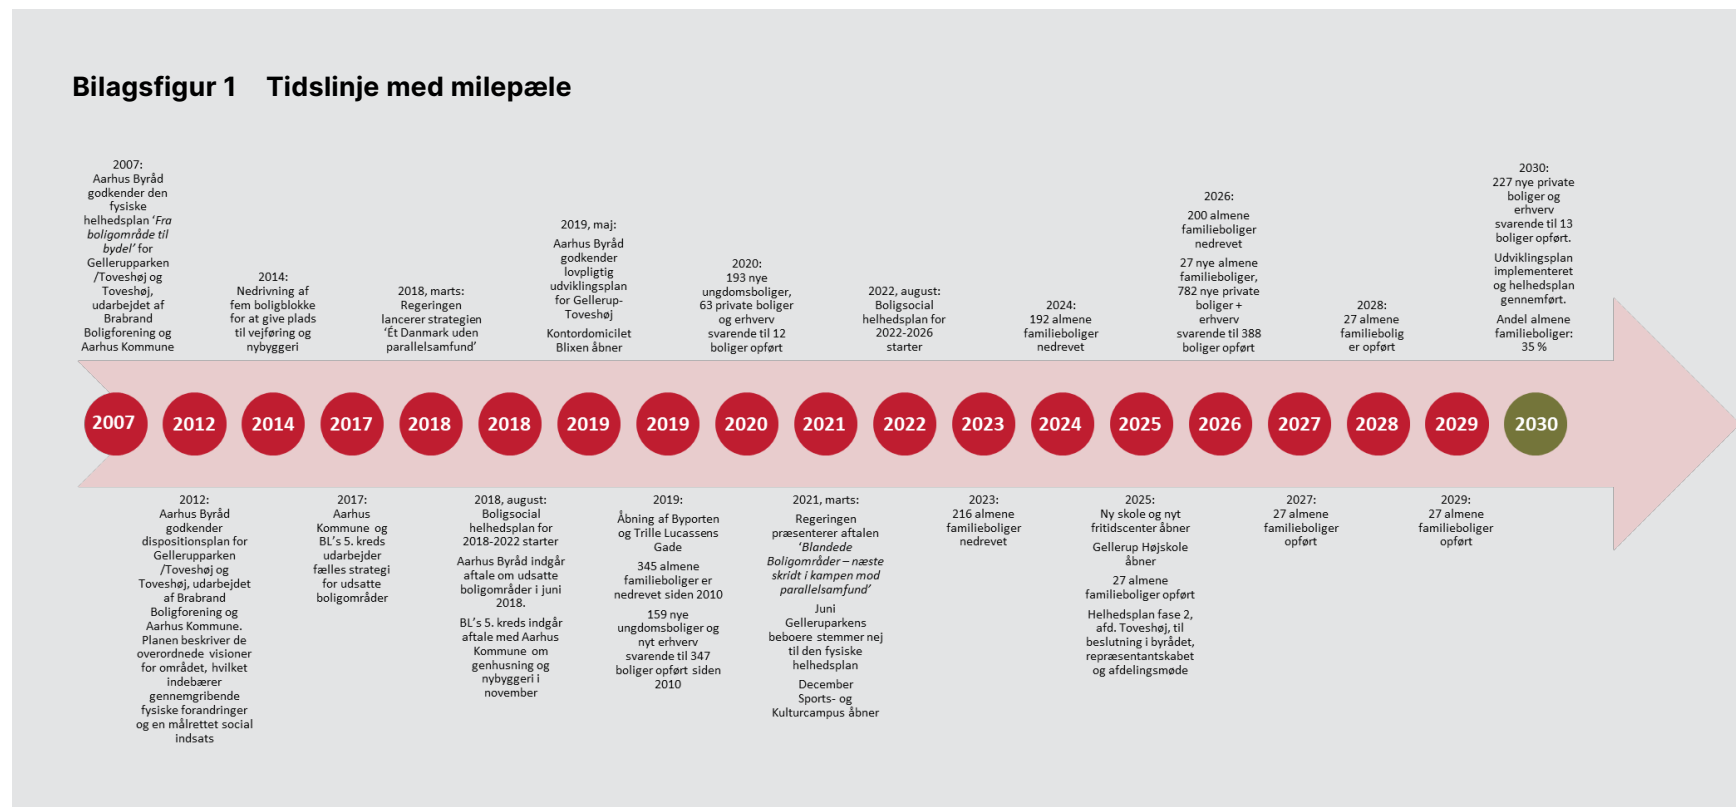 Bilagsfigur 1 Tidslinje med milepæle
2007:
Aarhus Byråd
godkender den
fysiske
helhedsplan ‘Fra
boligområde til
bydel’ for
Gellerupparken
/Toveshøj og
Toveshøj,
udarbejdet af
Brabrand
Boligforening og
Aarhus Kommune
2014:
Nedrivning af
fem boligblokke
for at give plads
til vejføring og
nybyggeri
2018, marts:
Regeringen
lancerer strategien
‘Ét Danmark uden
parallelsamfund’
2019, maj:
Aarhus Byråd
godkender
lovpligtig
udviklingsplan
for Gellerup-
Toveshøj
Kontordomicilet
Blixen åbner
2020:
193 nye
ungdomsboliger,
63 private boliger
og erhverv
svarende til 12
boliger opført
2022, august:
Boligsocial
helhedsplan for
2022-2026
starter
2024:
192 almene
familieboliger
nedrevet
2026:
200 almene
familieboliger
nedrevet
27 nye almene
familieboliger,
782 nye private
boliger +
erhverv
svarende til 388
boliger opført
2028:
27 almene
familiebolig
er opført
2030:
227 nye private
boliger og
erhverv
svarende til 13
boliger opført.
Udviklingsplan
implementeret
og helhedsplan
gennemført.
Andel almene
familieboliger:
35 %
2007 2012 2014 2017 2018 2018 2019 2019 2020 2021 2022 2023 2024 2025 2026 2027 2028 2029 2030
2012:
Aarhus Byråd
godkender
dispositionsplan for
Gellerupparken
/Toveshøj og
Toveshøj, udarbejdet
af Brabrand
Boligforening og
Aarhus Kommune.
Planen beskriver de
overordnede visioner
for området, hvilket
indebærer
gennemgribende
fysiske forandringer
og en målrettet social
indsats
2017:
Aarhus
Kommune og
BL’s 5. kreds
udarbejder
fælles strategi
for udsatte
boligområder
2018, august:
Boligsocial
helhedsplan for
2018-2022 starter
Aarhus Byråd indgår
aftale om udsatte
boligområder i juni
2018.
BL’s 5. kreds indgår
aftale med Aarhus
Kommune om
genhusning og
nybyggeri i
november
2019:
Åbning af Byporten
og Trille Lucassens
Gade
345 almene
familieboliger er
nedrevet siden 2010
159 nye
ungdomsboliger og
nyt erhverv
svarende til 347
boliger opført siden
2010
2021, marts:
Regeringen
præsenterer aftalen
‘Blandede
Boligområder – næste
skridt i kampen mod
parallelsamfund’
Juni
Gelleruparkens
beboere stemmer nej
til den fysiske
helhedsplan
December
Sports- og
Kulturcampus åbner
2023:
216 almene
familieboliger
nedrevet
2025:
Ny skole og nyt
fritidscenter åbner
Gellerup Højskole
åbner
27 almene
familieboliger opført
Helhedsplan fase 2,
afd. Toveshøj, til
beslutning i byrådet,
repræsentantskabet
og afdelingsmøde
2027:
27 almene
familieboliger
opført
2029:
27 almene
familieboliger
opført